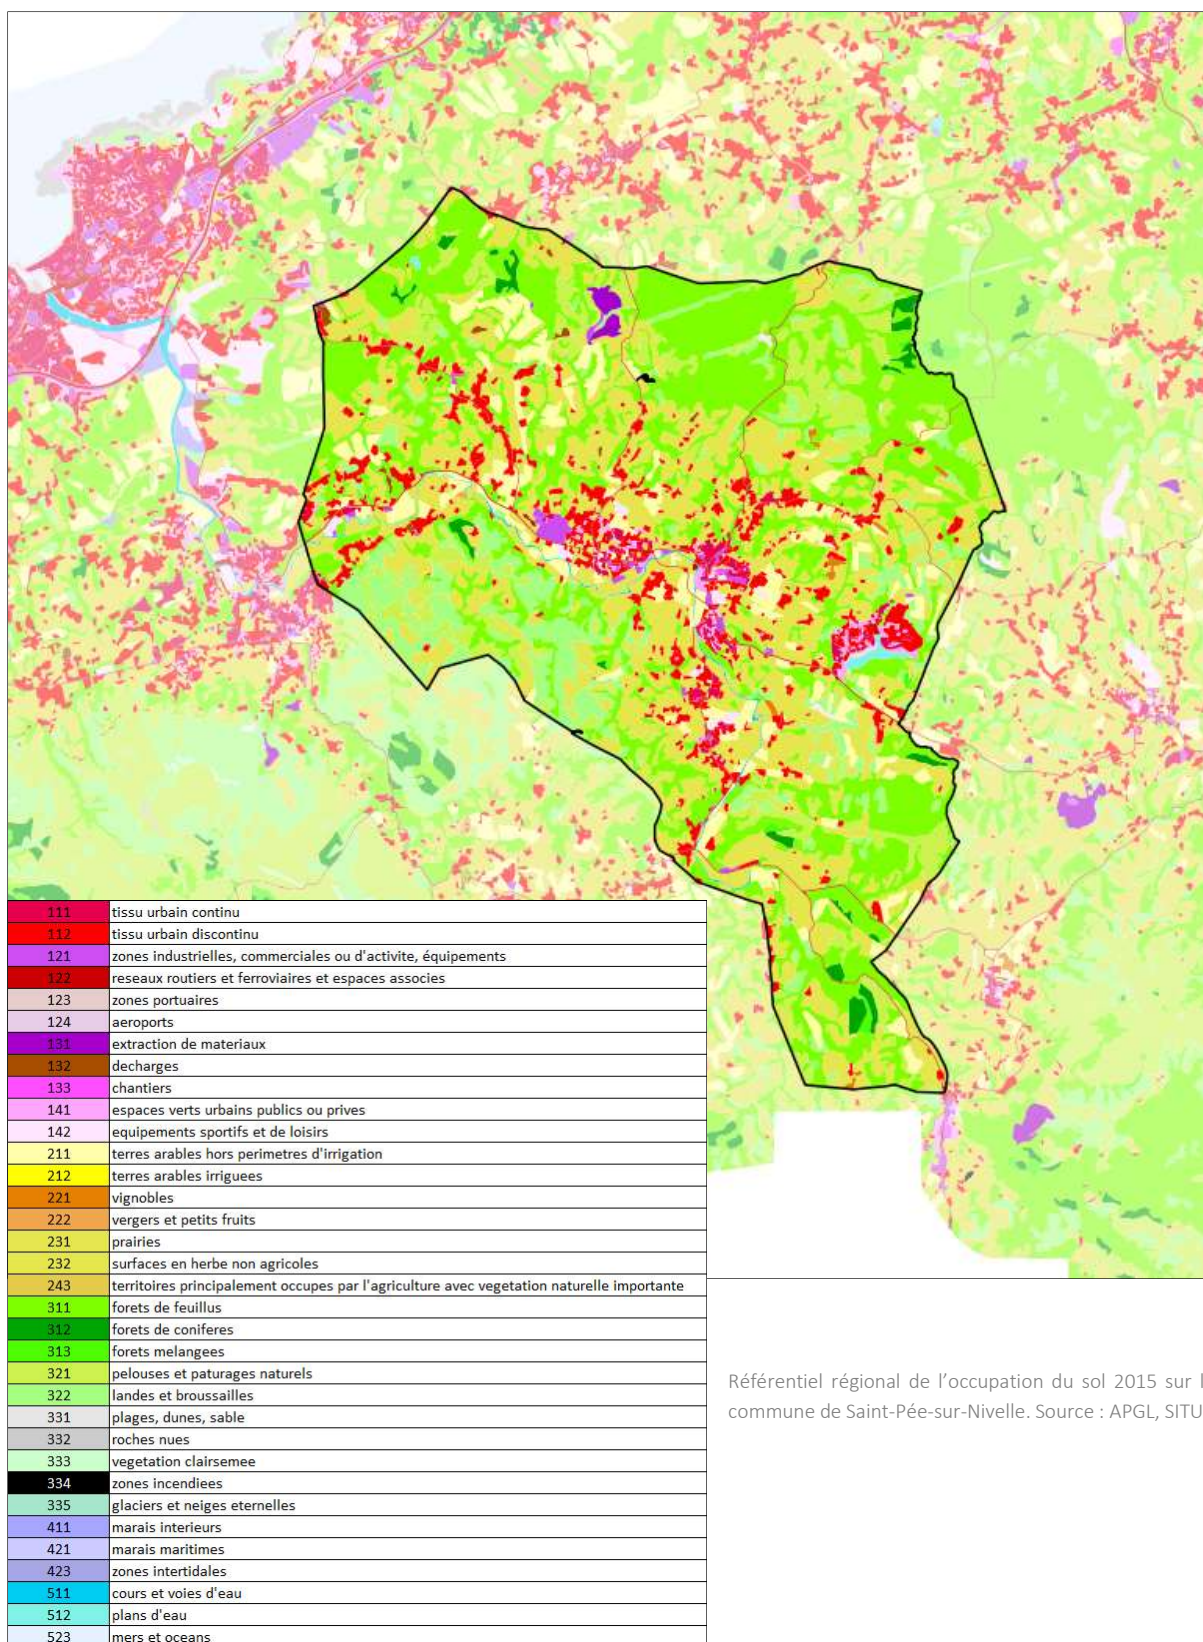 111 tissu urbain continu
112 tissu urbain discontinu
121 zones industrielles, commerciales ou d'activite, équipements
122 reseaux routiers et ferroviaires et espaces associes
123 zones portuaires
124 aeroports
131 extraction de materiaux
132 decharges
133 chantiers
141 espaces verts urbains publics ou prives
142 equipements sportifs et de loisirs
211 terres arables hors perimetres d'irrigation
212 terres arables irriguees
221 vignobles
222 vergers et petits fruits
231 prairies
232 surfaces en herbe non agricoles
243 territoires principalement occupes par l'agriculture avec vegetation naturelle importante
311 forets de feuillus
312 forets de coniferes
313 forets melangees
321 pelouses et paturages naturels
322 landes et broussailles
331 plages, dunes, sable
332 roches nues
333 vegetation clairsemee
334 zones incendiees
335 glaciers et neiges eternelles
411 marais interieurs
421 marais maritimes
423 zones intertidales
511 cours et voies d'eau
512 plans d'eau
523 mers et oceans
Référentiel régional de l'occupation du sol 2015 sur
commune de Saint-Pée-sur-Nivelle. Source : APGL, SITU